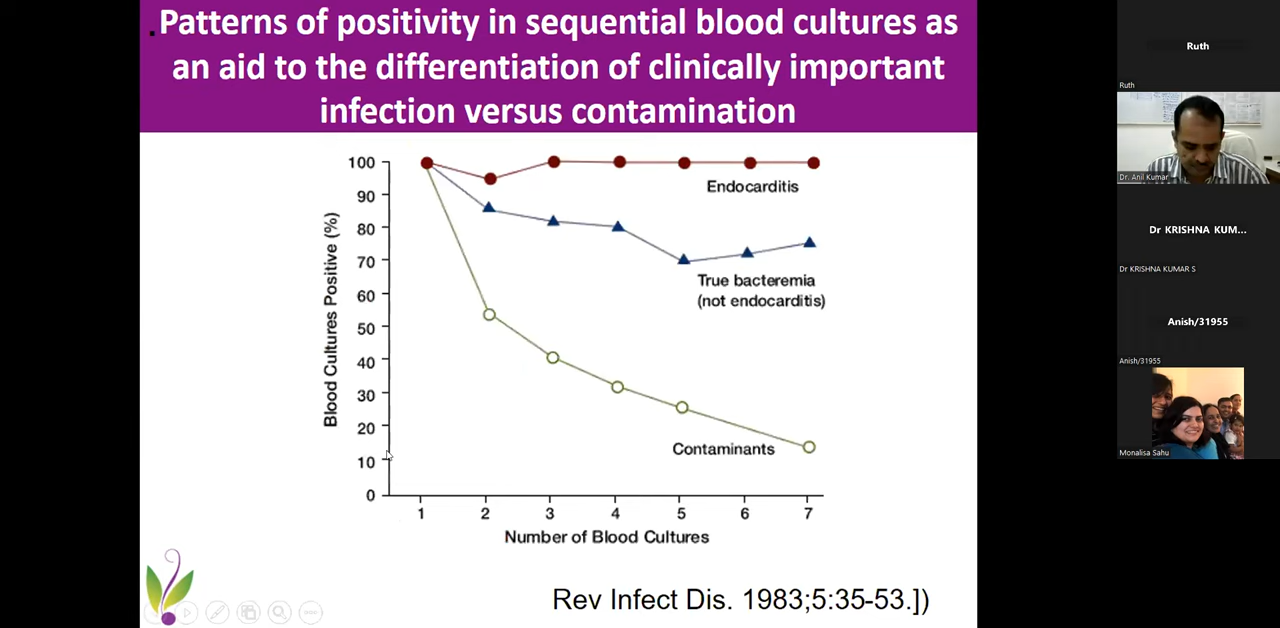 .Patterns of positivity in sequential blood cultures as
an aid to the differentiation of clinically important
infection versus contamination
Blood Cultures Positive (%)
100
90
80
70
60
50
40
30
20
10
0
Endocarditis
True bacteremia
(not endocarditis)
Contaminants
1 2 3 4 5 6 7
Number of Blood Cultures
Rev Infect Dis. 1983;5:35-53.])
Ruth
Ruth
Dr. Anil Kumar
Dr KRISHNA KUM...
Dr KRISHNA KUMAR S
Anish/31955
Anish/31955
Monalisa Sahu